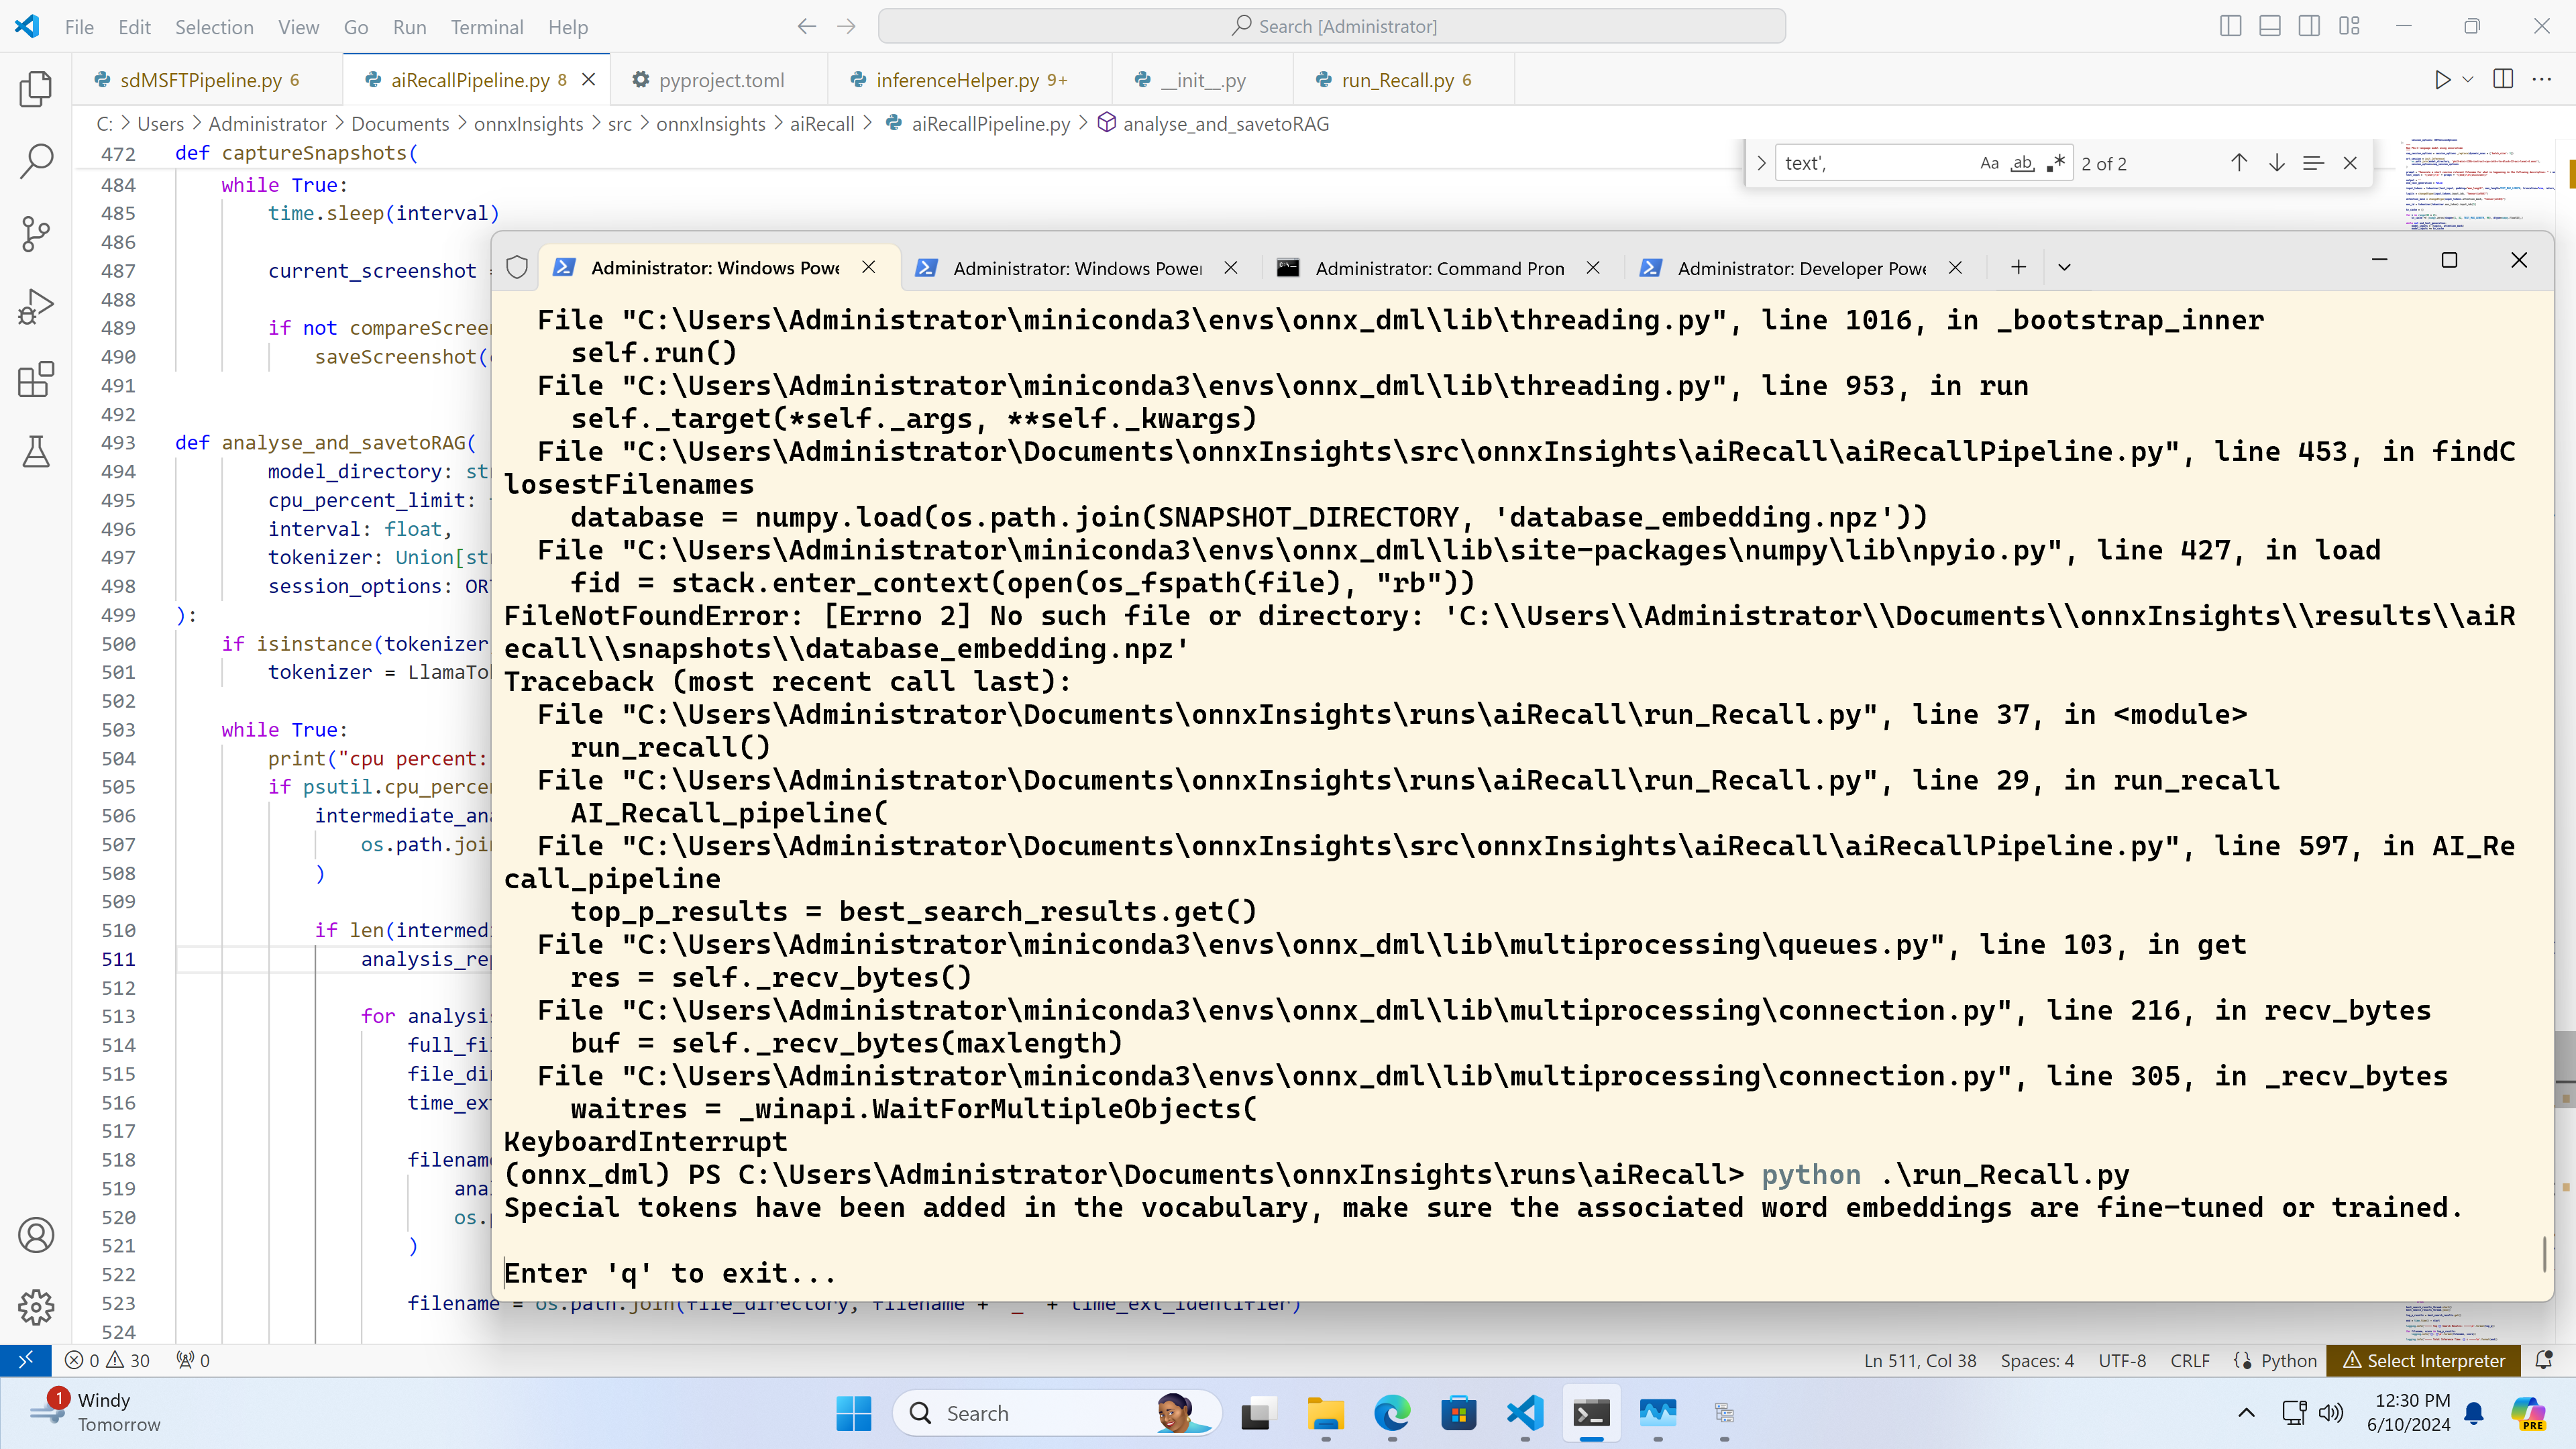 File Edit Selection View Go Run Terminal Help
Search [Administrator]
sdMSFTPipeline.py 6
aiRecallPipeline.py 8
pyproject.toml
inferenceHelper.py 9+
__init__.py
run_Recall.py 6
C: > Users > Administrator > Documents > onnxInsights > src > onnxInsights > aiRecall > aiRecallPipeline.py > analyse_and_savetoRAG
472 def captureSnapshots(
text',
Aa ab .*
2 of 2
484 while True:
485 time.sleep(interval)
486
487 current_screenshot
488
489 if not compareScree
490 saveScreenshot(
491
492
493 def analyse_and_savetoRAG(
494 model_directory: st
495 cpu_percent_limit:
496 interval: float,
497 tokenizer: Union[st
498 session_options: OR
499 ):
500 if isinstance(tokenizer
501 tokenizer = LlamaTo
502
503 while True:
504 print("cpu percent:
505 if psutil.cpu_perce
506 intermediate_an
507 os.path.joi
508 )
509
510 if len(intermed
511 analysis_re
512
513 for analysi
514 full_fi
515 file_di
516 time_ex
517
518 filenam
519 ana
520 os.
521 )
522
523 filename = os.path.join(file_directory, filename + "_" + time_ext_identifier)
524
Administrator: Windows Powe
Administrator: Windows Power
Administrator: Command Pron
Administrator: Developer Powe
File "C:\Users\Administrator\miniconda3\envs\onnx_dml\lib\threading.py", line 1016, in _bootstrap_inner
self.run()
File "C:\Users\Administrator\miniconda3\envs\onnx_dml\lib\threading.py", line 953, in run
self._target(*self._args, **self._kwargs)
File "C:\Users\Administrator\Documents\onnxInsights\src\onnxInsights\aiRecall\aiRecallPipeline.py", line 453, in findC
losestFilenames
database = numpy.load(os.path.join(SNAPSHOT_DIRECTORY, 'database_embedding.npz'))
File "C:\Users\Administrator\miniconda3\envs\onnx_dml\lib\site-packages\numpy\lib\npyio.py", line 427, in load
fid = stack.enter_context(open(os_fspath(file), "rb"))
FileNotFoundError: [Errno 2] No such file or directory: 'C:\\Users\\Administrator\\Documents\\onnxInsights\\results\\aiR
ecall\\snapshots\\database_embedding.npz'
Traceback (most recent call last):
File "C:\Users\Administrator\Documents\onnxInsights\runs\aiRecall\run_Recall.py", line 37, in <module>
run_recall()
File "C:\Users\Administrator\Documents\onnxInsights\runs\aiRecall\run_Recall.py", line 29, in run_recall
AI_Recall_pipeline(
File "C:\Users\Administrator\Documents\onnxInsights\src\onnxInsights\aiRecall\aiRecallPipeline.py", line 597, in AI_Re
call_pipeline
top_p_results = best_search_results.get()
File "C:\Users\Administrator\miniconda3\envs\onnx_dml\lib\multiprocessing\queues.py", line 103, in get
res = self._recv_bytes()
File "C:\Users\Administrator\miniconda3\envs\onnx_dml\lib\multiprocessing\connection.py", line 216, in recv_bytes
buf = self._recv_bytes(maxlength)
File "C:\Users\Administrator\miniconda3\envs\onnx_dml\lib\multiprocessing\connection.py", line 305, in _recv_bytes
waitres = _winapi.WaitForMultipleObjects(
KeyboardInterrupt
(onnx_dml) PS C:\Users\Administrator\Documents\onnxInsights\runs\aiRecall> python .\run_Recall.py
Special tokens have been added in the vocabulary, make sure the associated word embeddings are fine-tuned or trained.
Enter 'q' to exit...
0 30 0
Ln 511, Col 38 Spaces: 4 UTF-8 CRLF Python Select Interpreter
1
Windy
Tomorrow
Search
12:30 PM
6/10/2024
PRE